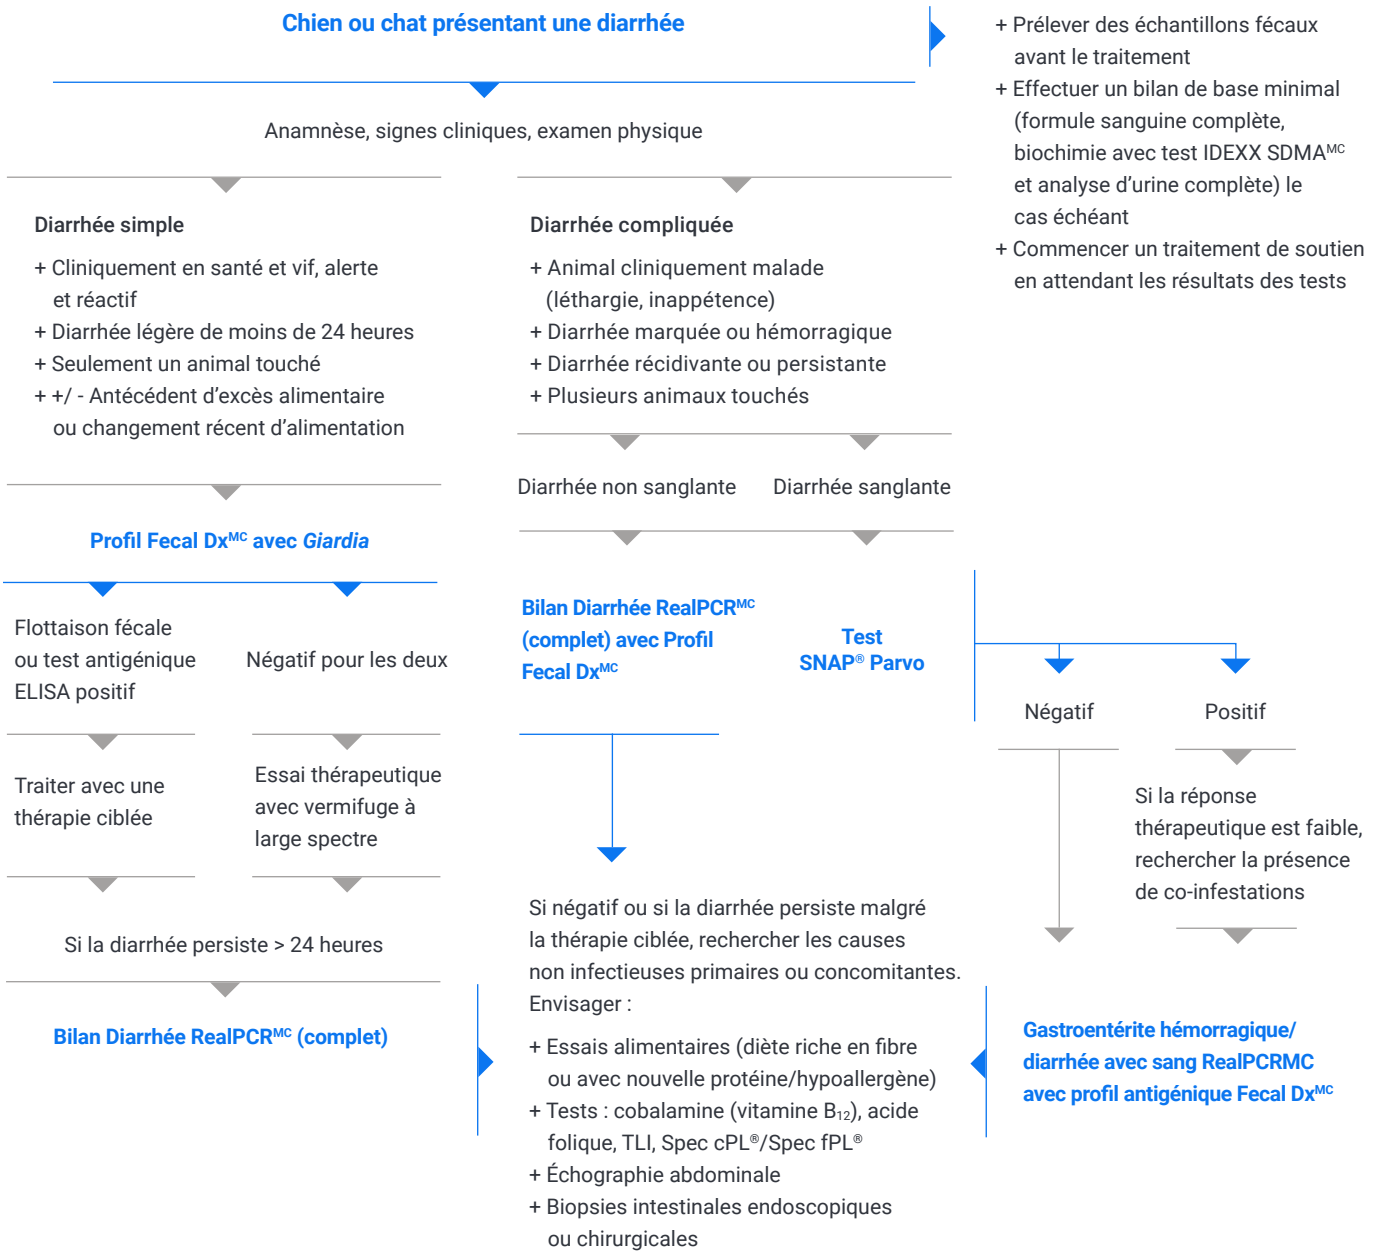 Chien ou chat présentant une diarrhée
+ Prélever des échantillons fécaux
avant le traitement
+ Effectuer un bilan de base minimal
(formule sanguine complète,
biochimie avec test IDEXX SDMAᴹᶜ
et analyse d'urine complète) le
cas échéant
+ Commencer un traitement de soutien
en attendant les résultats des tests
Anamnèse, signes cliniques, examen physique
Diarrhée simple
+ Cliniquement en santé et vif, alerte
et réactif
+ Diarrhée légère de moins de 24 heures
+ Seulement un animal touché
+ +/ - Antécédent d'excès alimentaire
ou changement récent d'alimentation
Diarrhée compliquée
+ Animal cliniquement malade
(léthargie, inappétence)
+ Diarrhée marquée ou hémorragique
+ Diarrhée récidivante ou persistante
+ Plusieurs animaux touchés
Diarrhée non sanglante
Diarrhée sanglante
Profil Fecal Dxᴹᶜ avec Giardia
Flottaison fécale
ou test antigénique
ELISA positif
Négatif pour les deux
Traiter avec une
thérapie ciblée
Essai thérapeutique
avec vermifuge à
large spectre
Si la diarrhée persiste > 24 heures
Bilan Diarrhée RealPCRᴹᶜ (complet)
Bilan Diarrhée RealPCRᴹᶜ
(complet) avec Profil
Fecal Dxᴹᶜ
Test
SNAP® Parvo
Négatif
Positif
Si la réponse
thérapeutique est faible,
rechercher la présence
de co-infestations
Si négatif ou si la diarrhée persiste malgré
la thérapie ciblée, rechercher les causes
non infectieuses primaires ou concomitantes.
Envisager :
+ Essais alimentaires (diète riche en fibre
ou avec nouvelle protéine/hypoallergène)
+ Tests : cobalamine (vitamine B₁₂), acide
folique, TLI, Spec cPL®/Spec fPL®
+ Échographie abdominale
+ Biopsies intestinales endoscopiques
ou chirurgicales
Gastroentérite hémorragique/
diarrhée avec sang RealPCRMC
avec profil antigénique Fecal Dxᴹᶜ